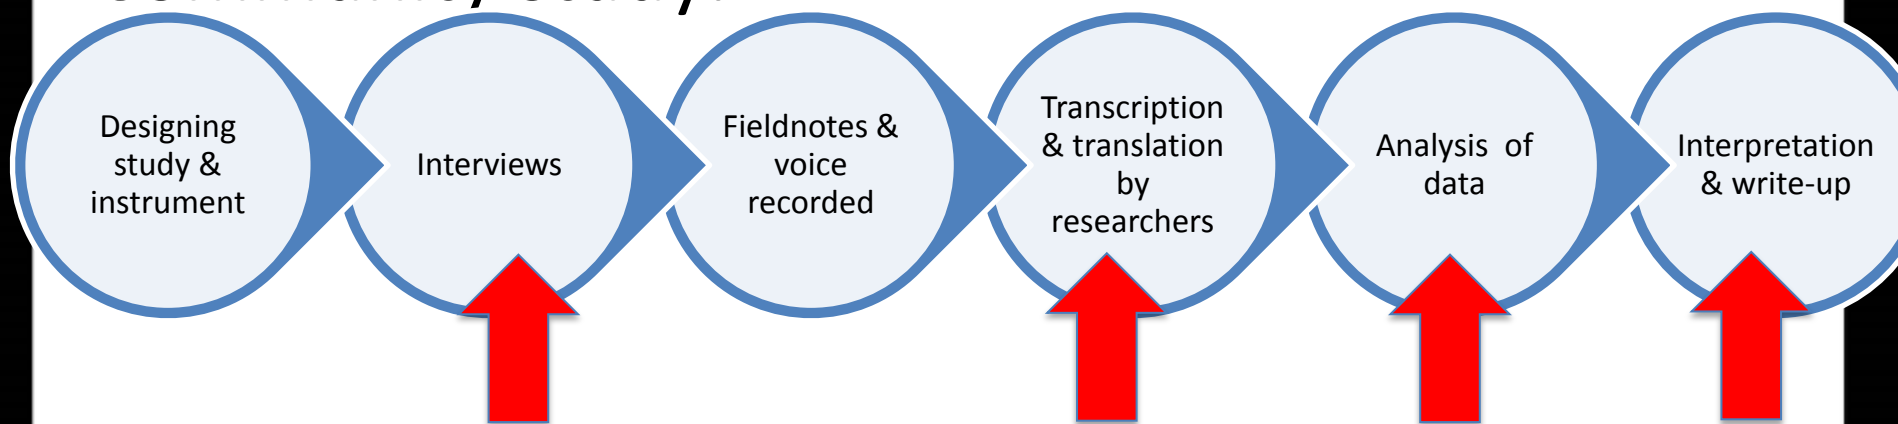 Designing
study &
instrument
Interviews
Fieldnotes &
voice
recorded
Transcription
& translation
by
researchers
Analysis  of
data
Interpretation
& write-up